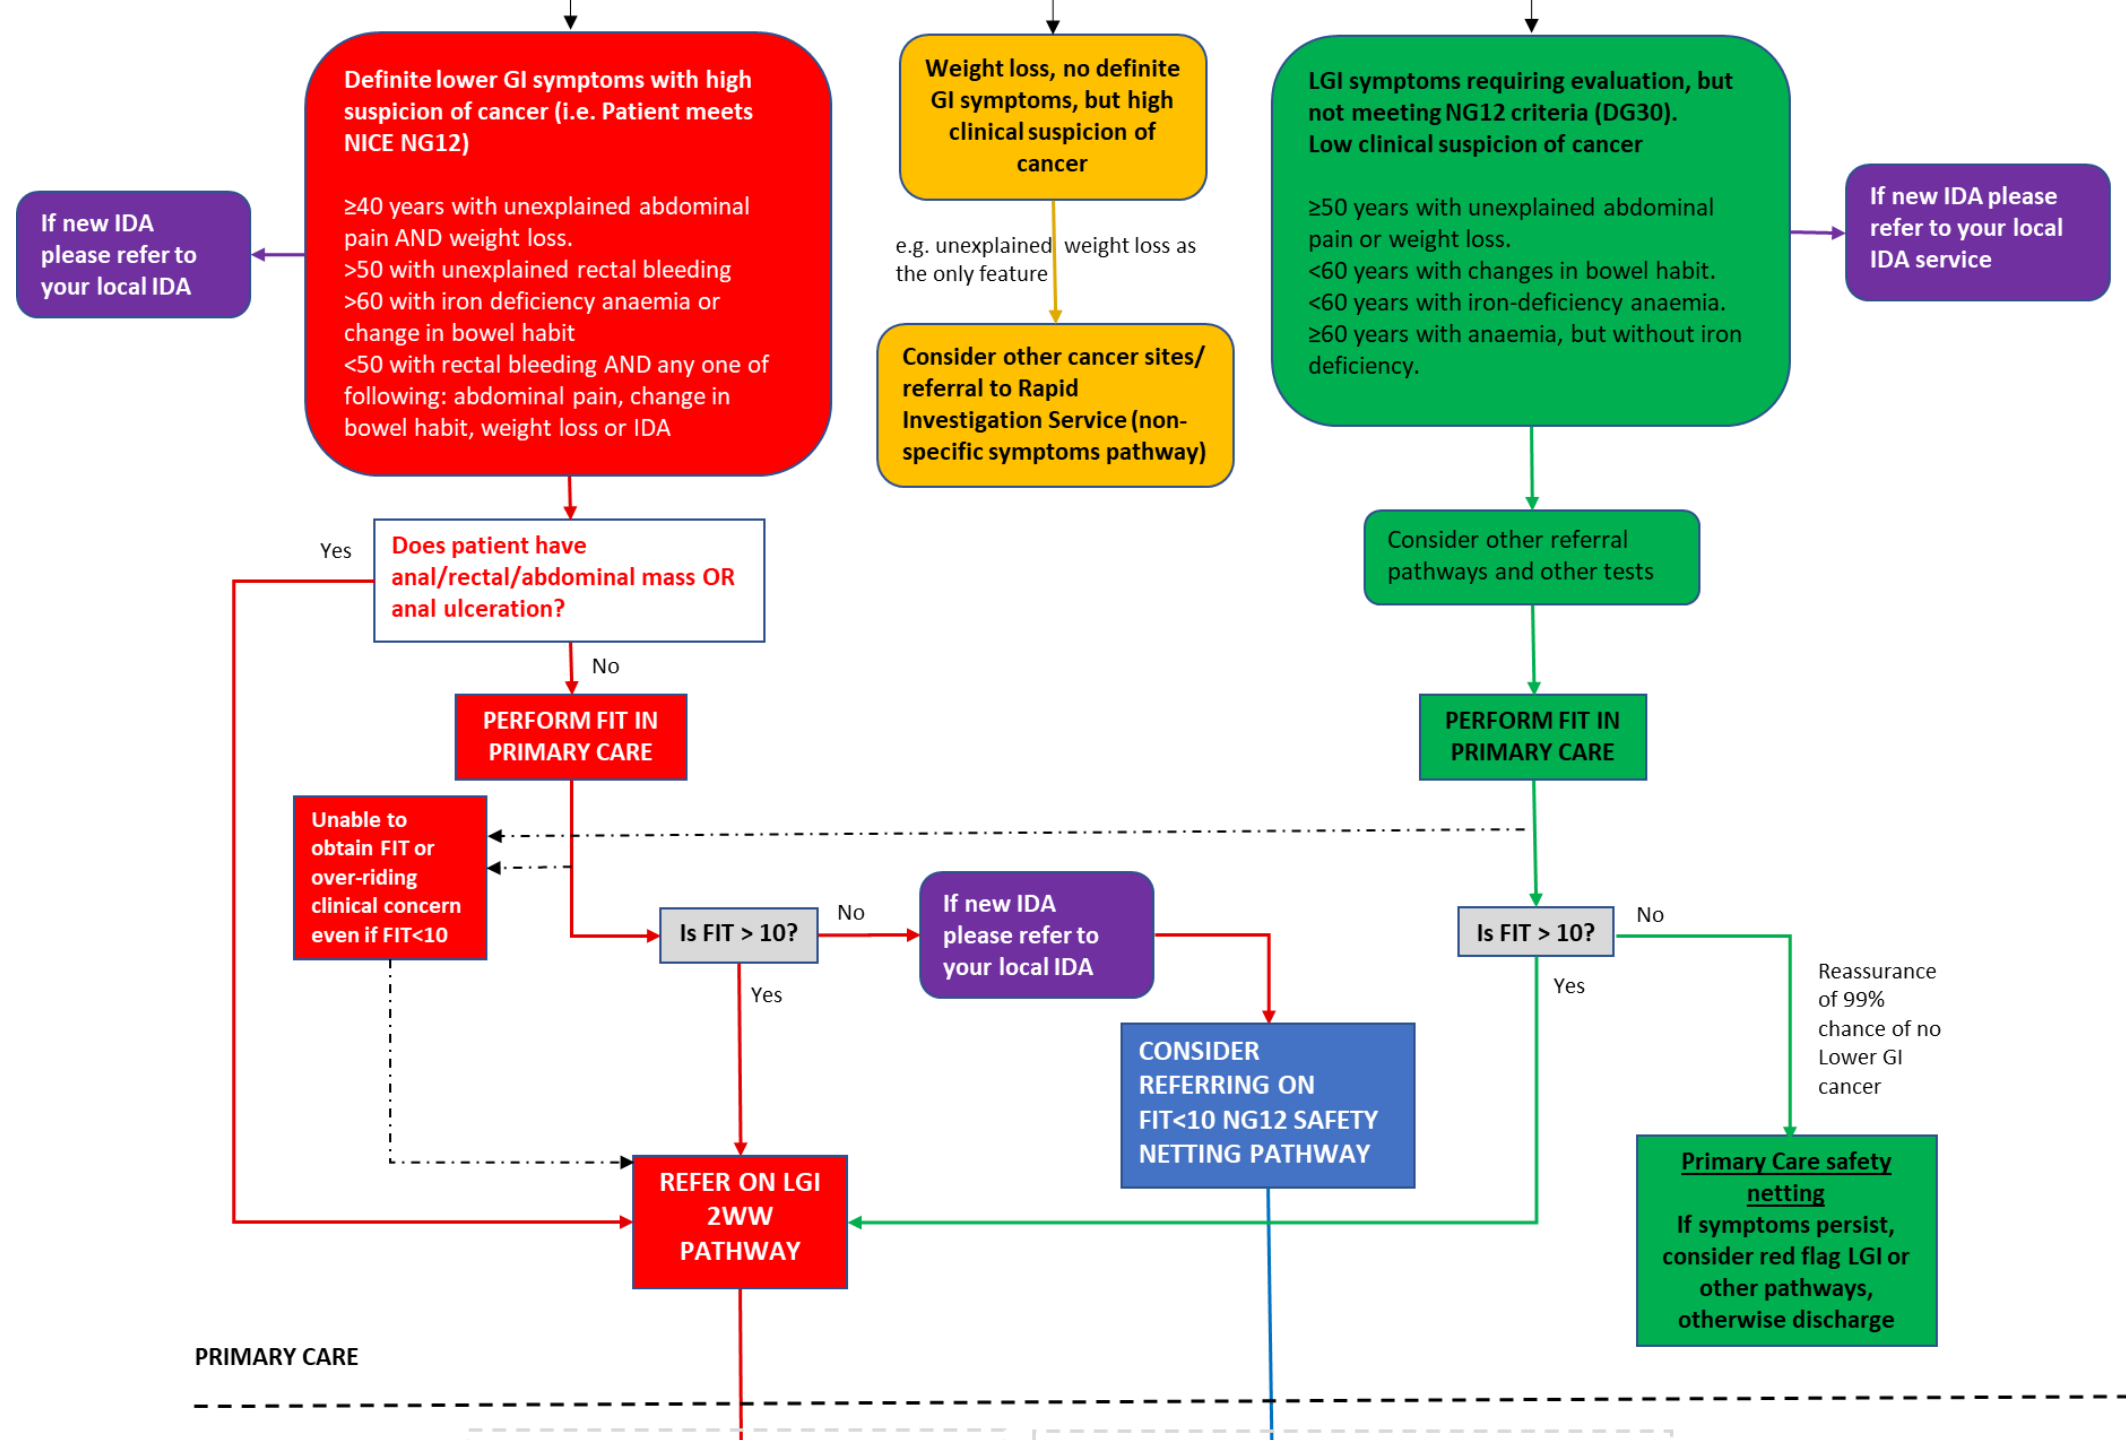 Definite lower GI symptoms with high
suspicion of cancer (i.e. Patient meets
NICE NG12)
≥40 years with unexplained abdominal
pain AND weight loss.
>50 with unexplained rectal bleeding
>60 with iron deficiency anaemia or
change in bowel habit
<50 with rectal bleeding AND any one of
following: abdominal pain, change in
bowel habit, weight loss or IDA
If new IDA
please refer to
your local IDA
Weight loss, no definite
GI symptoms, but high
clinical suspicion of
cancer
e.g. unexplained weight loss as
the only feature
Consider other cancer sites/
referral to Rapid
Investigation Service (non-
specific symptoms pathway)
LGI symptoms requiring evaluation, but
not meeting NG12 criteria (DG30).
Low clinical suspicion of cancer
≥50 years with unexplained abdominal
pain or weight loss.
<60 years with changes in bowel habit.
<60 years with iron-deficiency anaemia.
≥60 years with anaemia, but without iron
deficiency.
If new IDA please
refer to your local
IDA service
Yes
Does patient have
anal/rectal/abdominal mass OR
anal ulceration?
No
Consider other referral
pathways and other tests
PERFORM FIT IN
PRIMARY CARE
PERFORM FIT IN
PRIMARY CARE
Unable to
obtain FIT or
over-riding
clinical concern
even if FIT<10
Is FIT > 10?
No
Yes
If new IDA
please refer to
your local IDA
Is FIT > 10?
No
Yes
Reassurance
of 99%
chance of no
Lower GI
cancer
CONSIDER
REFERRING ON
FIT<10 NG12 SAFETY
NETTING PATHWAY
REFER ON LGI
2WW
PATHWAY
Primary Care safety
netting
If symptoms persist,
consider red flag LGI or
other pathways,
otherwise discharge
PRIMARY CARE